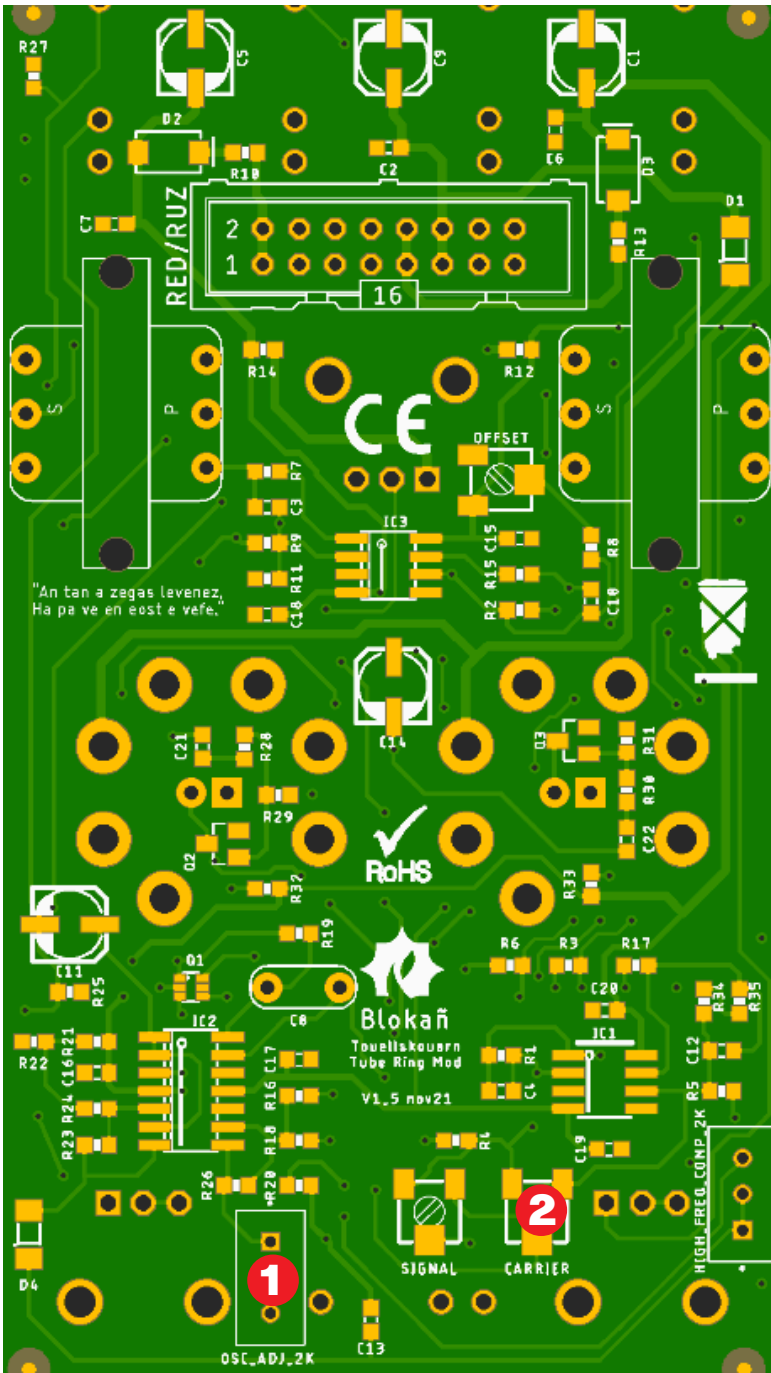 R27
C5
C9
C1
D2
R10
C2
C6
D3
C7
D1
R13
RED/RUZ
2
1
16
R14
R12
S
P
S
P
CE
OFFSET
R7
C3
IC3
C15
R8
R9
R11
R15
C18
R2
C10
"An tan a zegas levenez,
Ha pa ve en eost e vefe."
C14
C21
R28
Q3
R31
R29
R30
Q2
C22
RoHS
R32
R33
C11
R19
R25
Q1
C8
R6
R3
R17
C20
R34
R35
Blokañ
Touellskouarn
Tube Ring Mod
V1_5 nov21
R22
R21
IC2
C17
R1
IC1
C12
C16
R16
C4
R5
R24
R23
R18
R4
C19
R26
R20
HIGH_FREQ_COMP_2K
D4
SIGNAL
CARRIER
2
1
OSC_ADJ_2K
C13